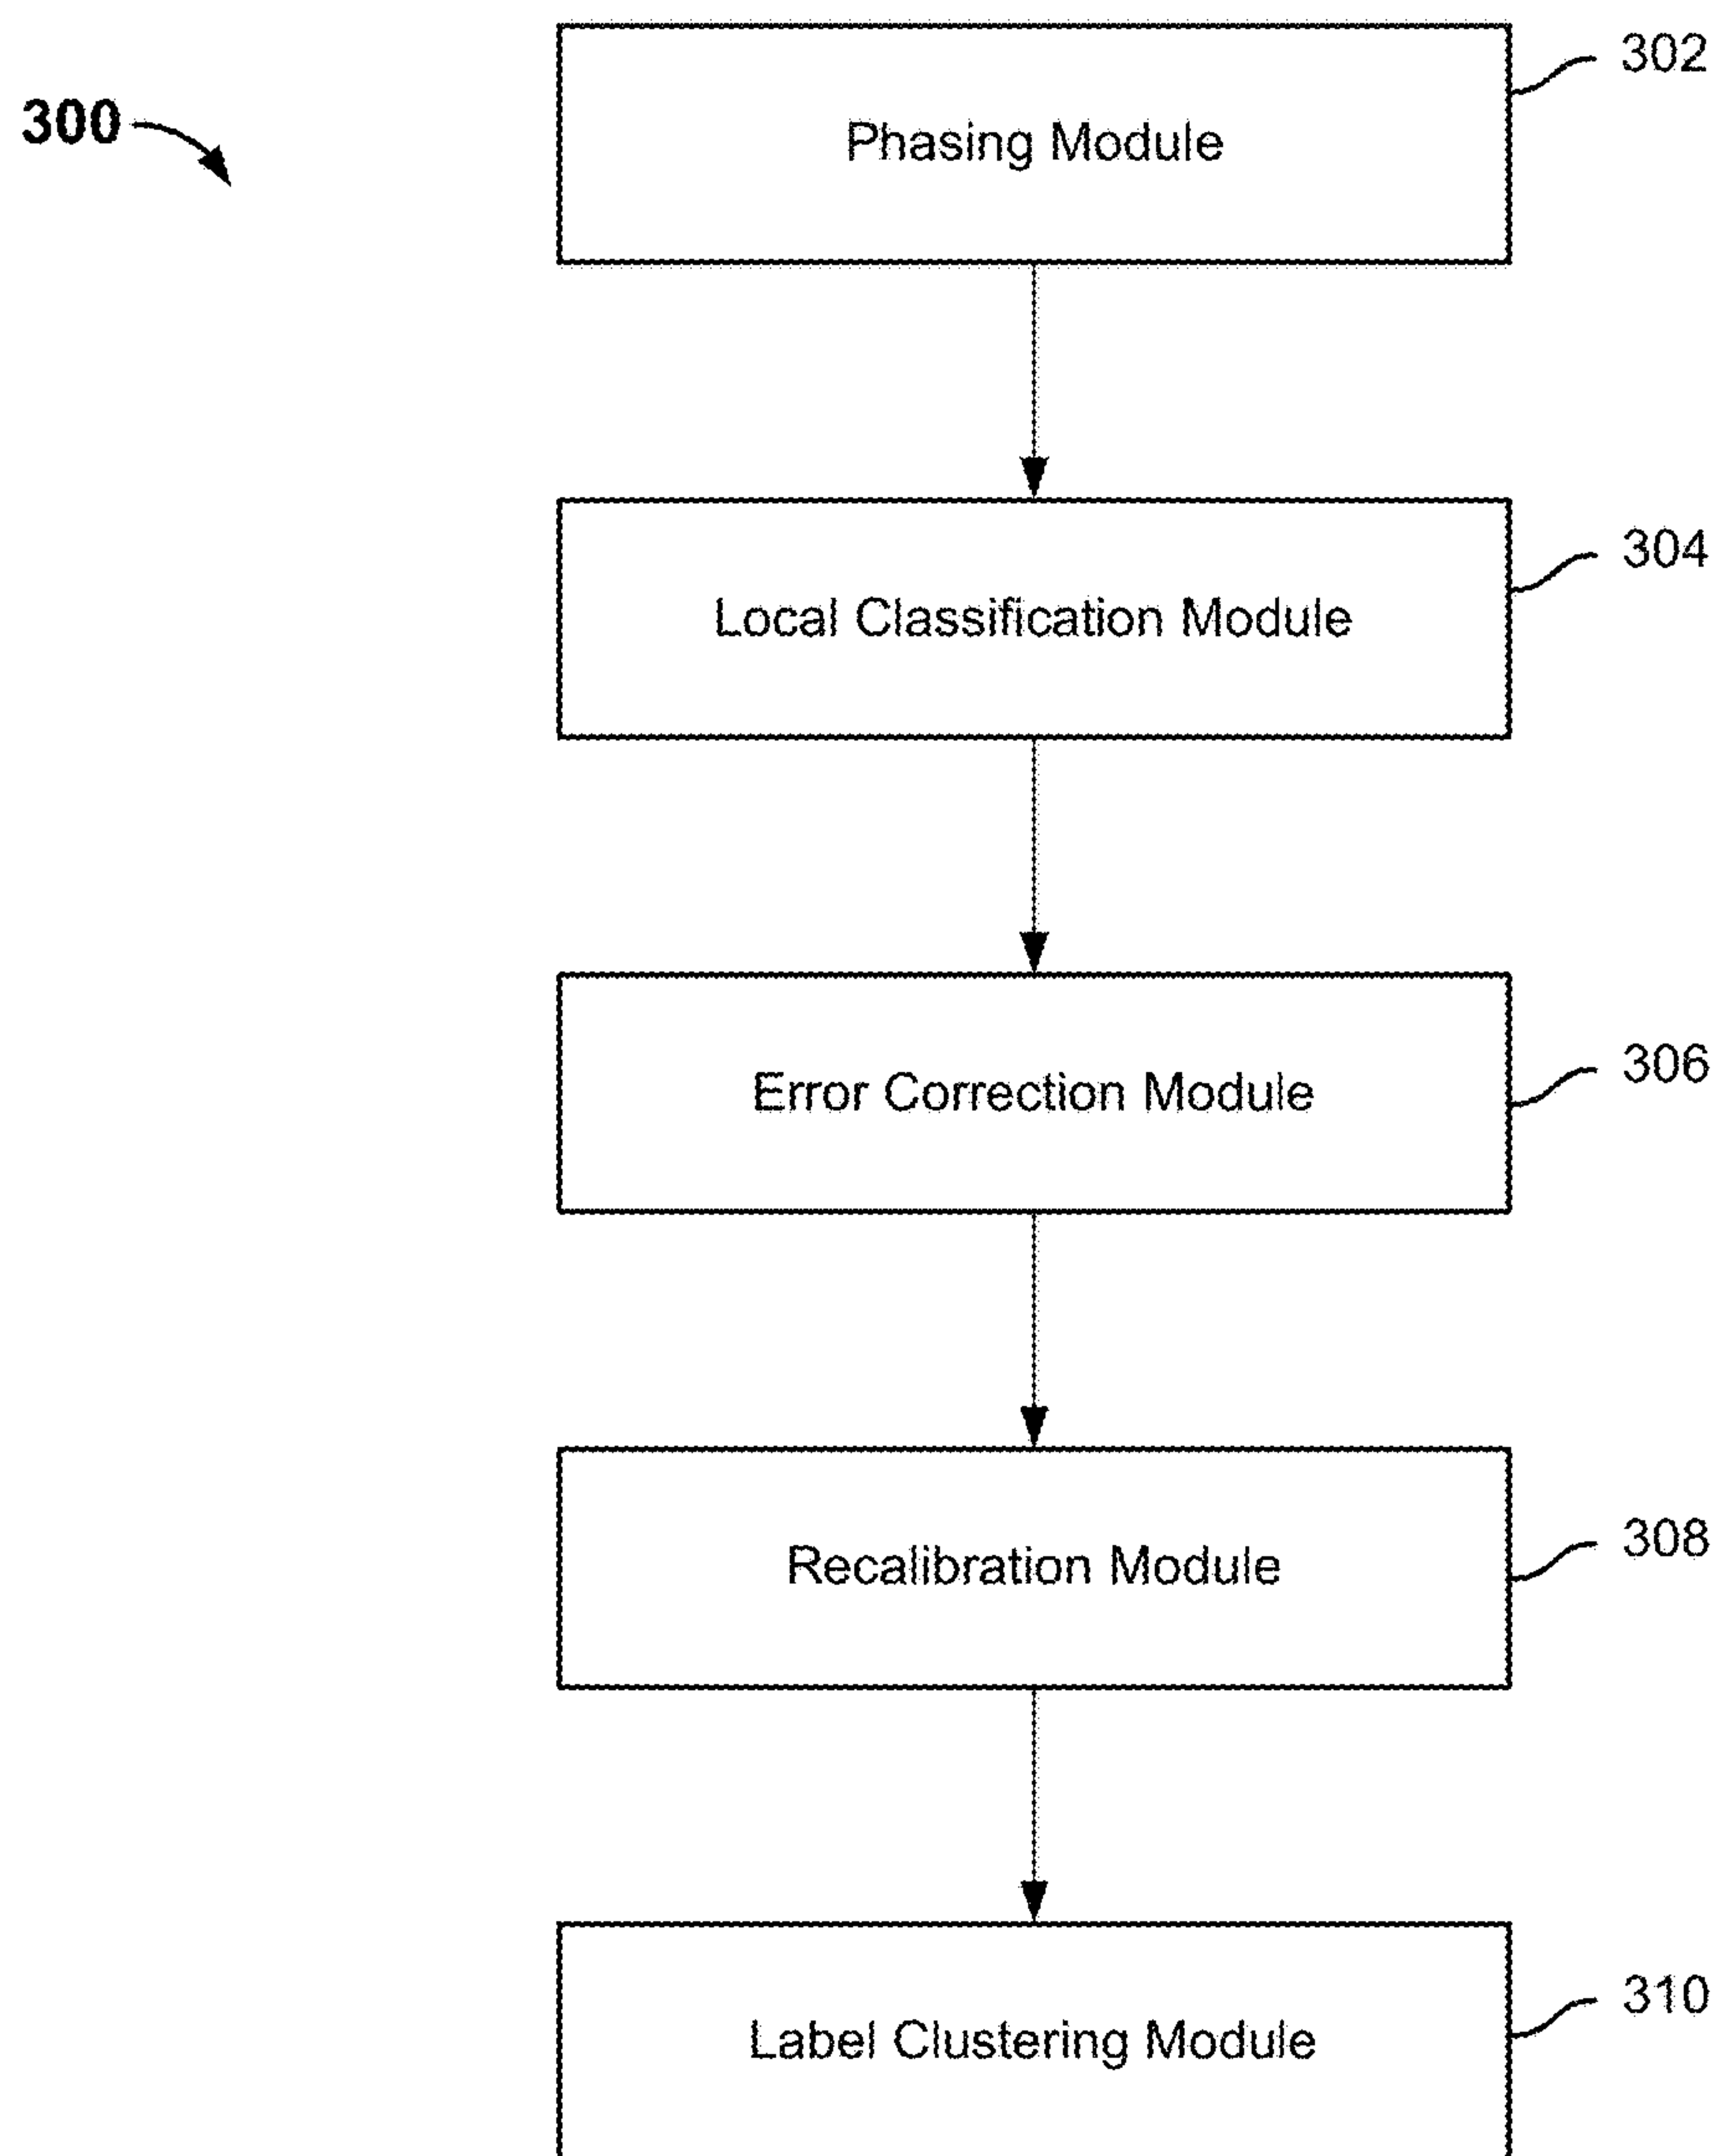 300
302
Phasing Module
304
Local Classification Module
306
Error Correction Module
308
Recalibration Module
310
Label Clustering Module